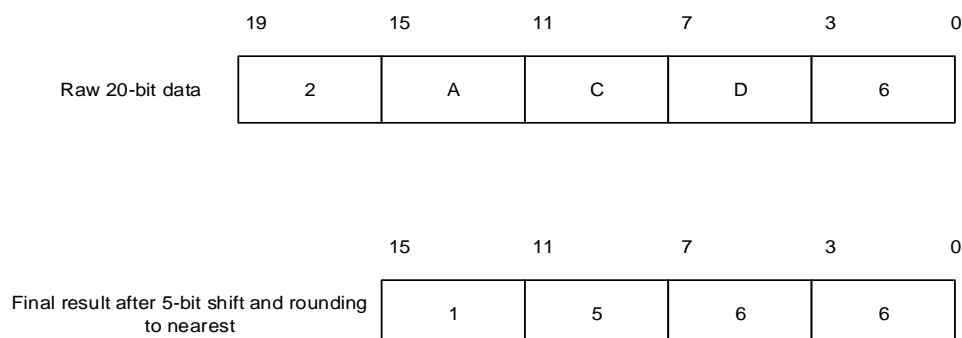 19 15 11 7 3 0
Raw 20-bit data 2 A C D 6
15 11 7 3 0
Final result after 5-bit shift and rounding
to nearest
1 5 6 6